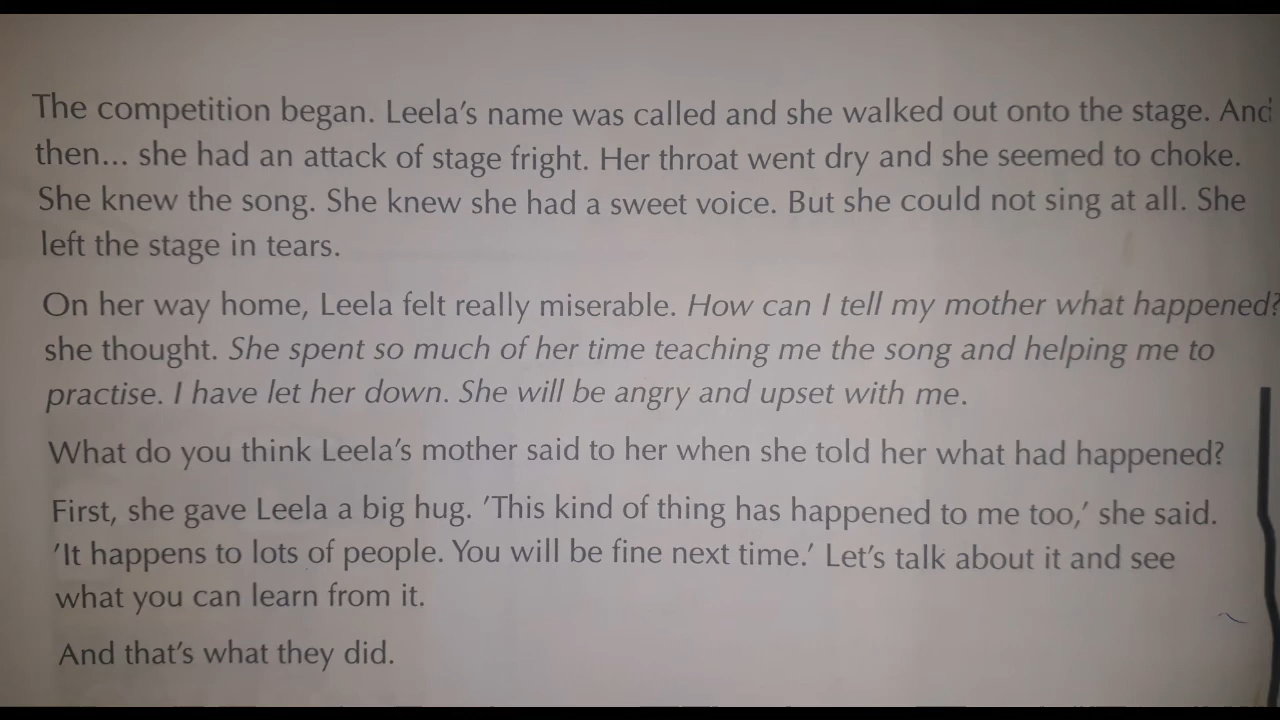 The competition began. Leela's name was called and she walked out onto the stage. And
then... she had an attack of stage fright. Her throat went dry and she seemed to choke.
She knew the song. She knew she had a sweet voice. But she could not sing at all. She
left the stage in tears.
On her way home, Leela felt really miserable. How can I tell my mother what happened?
she thought. She spent so much of her time teaching me the song and helping me to
practise. I have let her down. She will be angry and upset with me.
What do you think Leela's mother said to her when she told her what had happened?
First, she gave Leela a big hug. 'This kind of thing has happened to me too,' she said.
'It happens to lots of people. You will be fine next time.' Let's talk about it and see
what you can learn from it.
And that's what they did.